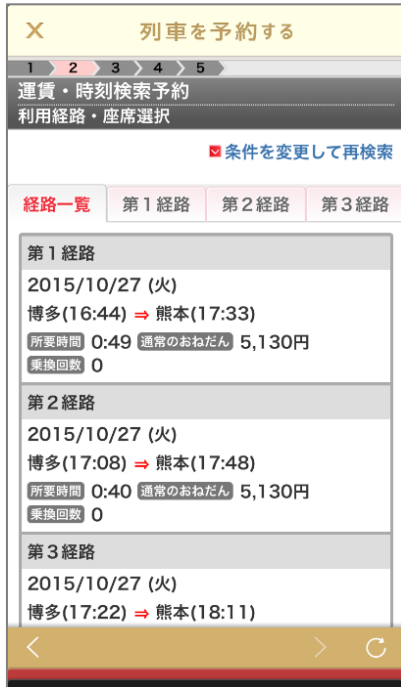 × 列車を予約する
1 2 3 4 5
運賃・時刻検索予約
利用経路・座席選択
条件を変更して再検索
経路一覧 第1経路 第2経路 第3経路
第1経路
2015/10/27 (火)
博多(16:44) ⇒ 熊本(17:33)
所要時間 0:49 通常のおねだん 5,130円
乗換回数 0
第2経路
2015/10/27 (火)
博多(17:08) ⇒ 熊本(17:48)
所要時間 0:40 通常のおねだん 5,130円
乗換回数 0
第3経路
2015/10/27 (火)
博多(17:22) ⇒ 熊本(18:11)